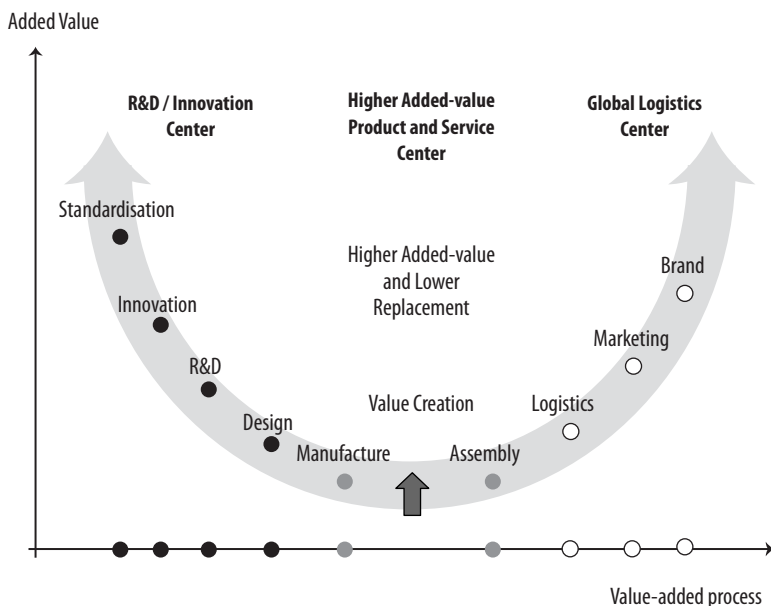 Added Value
R&D / Innovation
Center
Higher Added-value
Product and Service
Center
Global Logistics
Center
Standardisation
Higher Added-value
and Lower
Replacement
Brand
Innovation
Marketing
R&D
Value Creation
Logistics
Design
Manufacture
Assembly
Value-added process